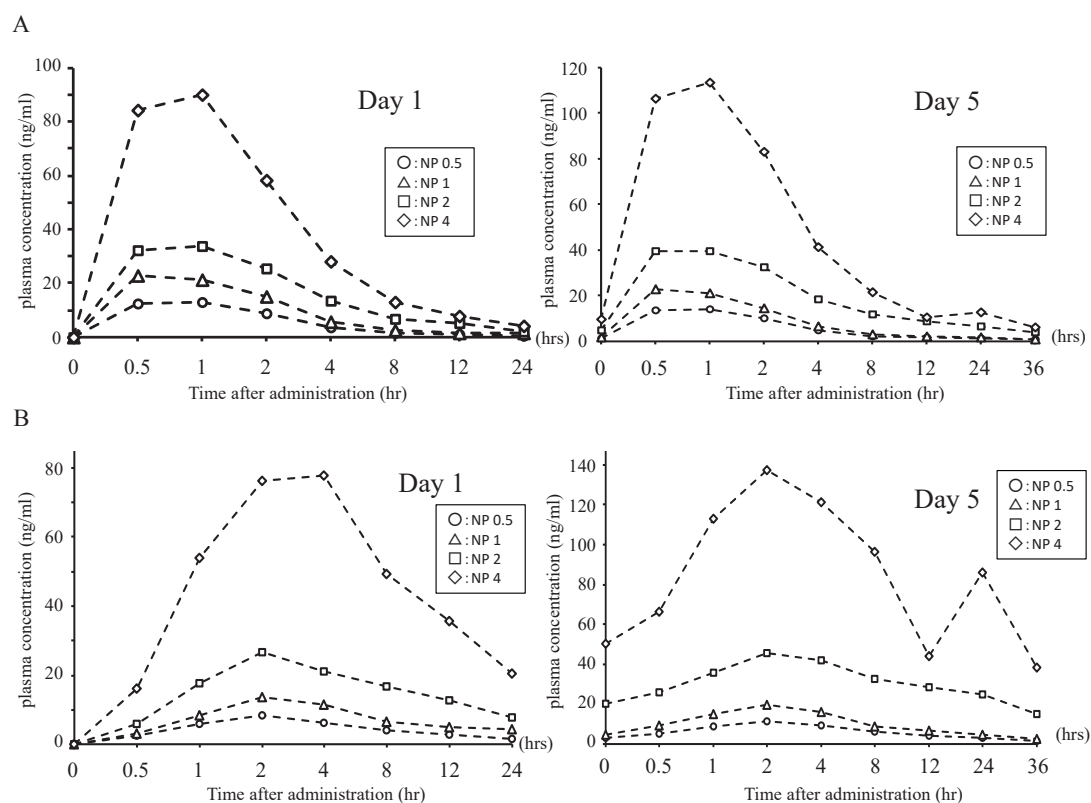 A
Day 1
plasma concentration (ng/ml)
100
80
60
40
20
0
: NP 0.5
: NP 1
: NP 2
: NP 4
0 0.5 1 2 4 8 12 24
(hrs)
Time after administration (hr)
Day 5
plasma concentration (ng/ml)
120
100
80
60
40
20
0
: NP 0.5
: NP 1
: NP 2
: NP 4
0 0.5 1 2 4 8 12 24 36
(hrs)
Time after administration (hr)
B
Day 1
plasma concentration (ng/ml)
80
60
40
20
0
: NP 0.5
: NP 1
: NP 2
: NP 4
0 0.5 1 2 4 8 12 24
(hrs)
Time after administration (hr)
Day 5
plasma concentration (ng/ml)
140
120
100
80
60
40
20
0
: NP 0.5
: NP 1
: NP 2
: NP 4
0 0.5 1 2 4 8 12 24 36
(hrs)
Time after administration (hr)